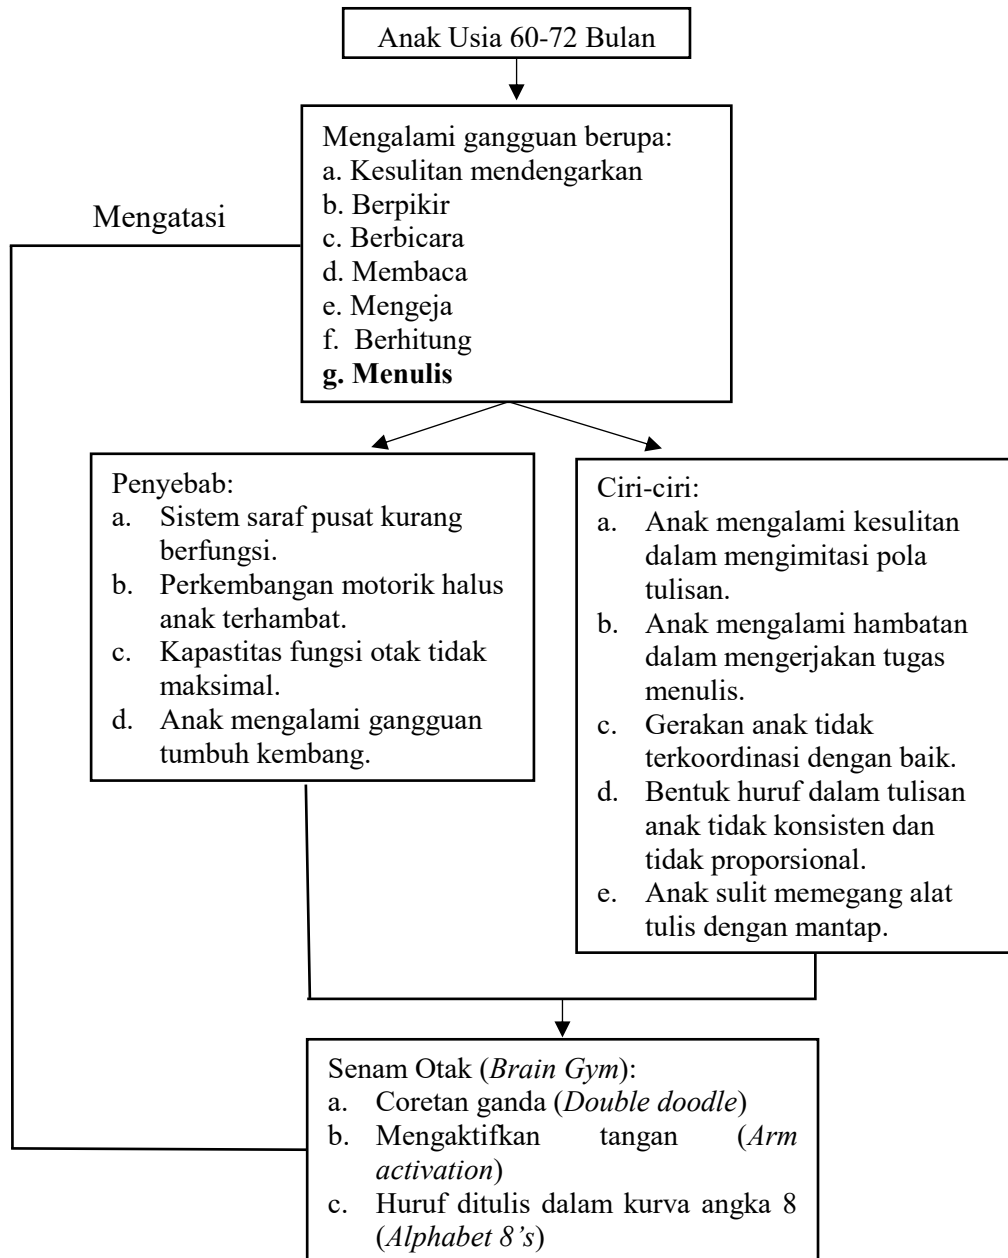 Anak Usia 60-72 Bulan
Mengalami gangguan berupa:
a. Kesulitan mendengarkan
b. Berpikir
c. Berbicara
d. Membaca
e. Mengeja
f. Berhitung
g. Menulis
Mengatasi
Penyebab:
a. Sistem saraf pusat kurang
berfungsi.
b. Perkembangan motorik halus
anak terhambat.
c. Kapastitas fungsi otak tidak
maksimal.
d. Anak mengalami gangguan
tumbuh kembang.
Ciri-ciri:
a. Anak mengalami kesulitan
dalam mengimitasi pola
tulisan.
b. Anak mengalami hambatan
dalam mengerjakan tugas
menulis.
c. Gerakan anak tidak
terkoordinasi dengan baik.
d. Bentuk huruf dalam tulisan
anak tidak konsisten dan
tidak proporsional.
e. Anak sulit memegang alat
tulis dengan mantap.
Senam Otak (Brain Gym):
a. Coretan ganda (Double doodle)
b. Mengaktifkan tangan (Arm
activation)
c. Huruf ditulis dalam kurva angka 8
(Alphabet 8’s)